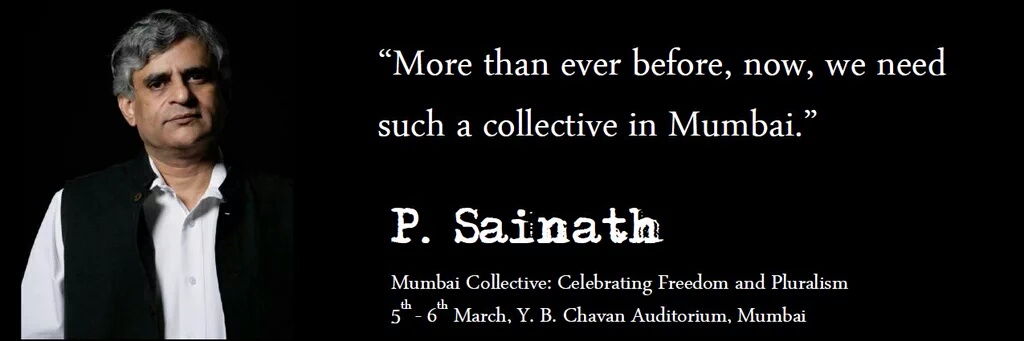 “More than ever before, now, we need
such a collective in Mumbai.”
P. Sainath
Mumbai Collective: Celebrating Freedom and Pluralism
5th - 6th March, Y. B. Chavan Auditorium, Mumbai